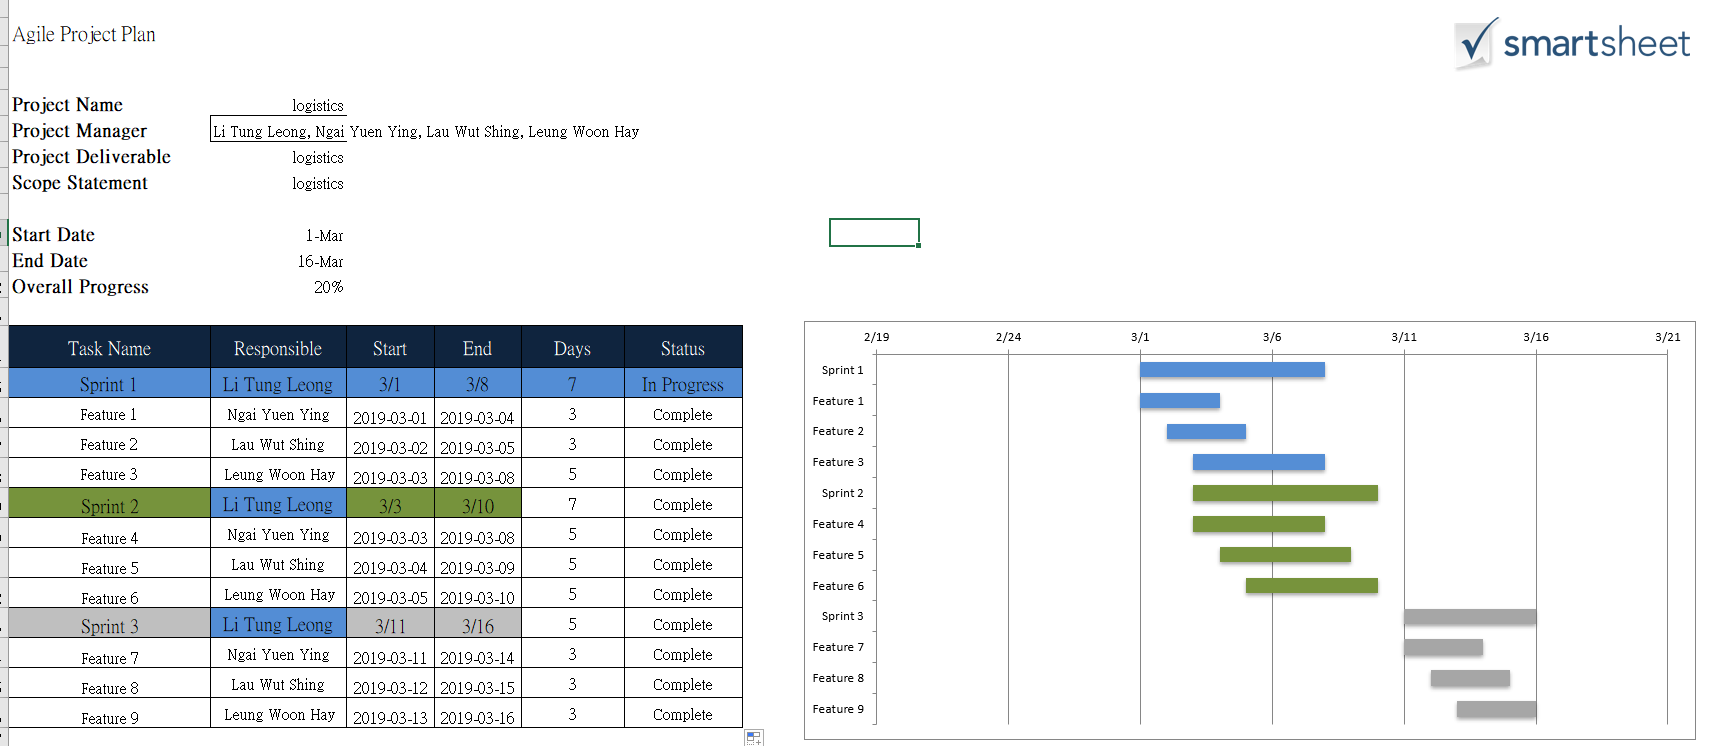 Agile Project Plan
smartsheet
Project Name logistics
Project Manager Li Tung Leong, Ngai Yuen Ying, Lau Wut Shing, Leung Woon Hay
Project Deliverable logistics
Scope Statement logistics
Start Date 1-Mar
End Date 16-Mar
Overall Progress 20%
Task Name Responsible Start End Days Status
Sprint 1 Li Tung Leong 3/1 3/8 7 In Progress
Feature 1 Ngai Yuen Ying 2019-03-01 2019-03-04 3 Complete
Feature 2 Lau Wut Shing 2019-03-02 2019-03-05 3 Complete
Feature 3 Leung Woon Hay 2019-03-03 2019-03-08 5 Complete
Sprint 2 Li Tung Leong 3/3 3/10 7 Complete
Feature 4 Ngai Yuen Ying 2019-03-03 2019-03-08 5 Complete
Feature 5 Lau Wut Shing 2019-03-04 2019-03-09 5 Complete
Feature 6 Leung Woon Hay 2019-03-05 2019-03-10 5 Complete
Sprint 3 Li Tung Leong 3/11 3/16 5 Complete
Feature 7 Ngai Yuen Ying 2019-03-11 2019-03-14 3 Complete
Feature 8 Lau Wut Shing 2019-03-12 2019-03-15 3 Complete
Feature 9 Leung Woon Hay 2019-03-13 2019-03-16 3 Complete
2/19 2/24 3/1 3/6 3/11 3/16 3/21
Sprint 1
Feature 1
Feature 2
Feature 3
Sprint 2
Feature 4
Feature 5
Feature 6
Sprint 3
Feature 7
Feature 8
Feature 9